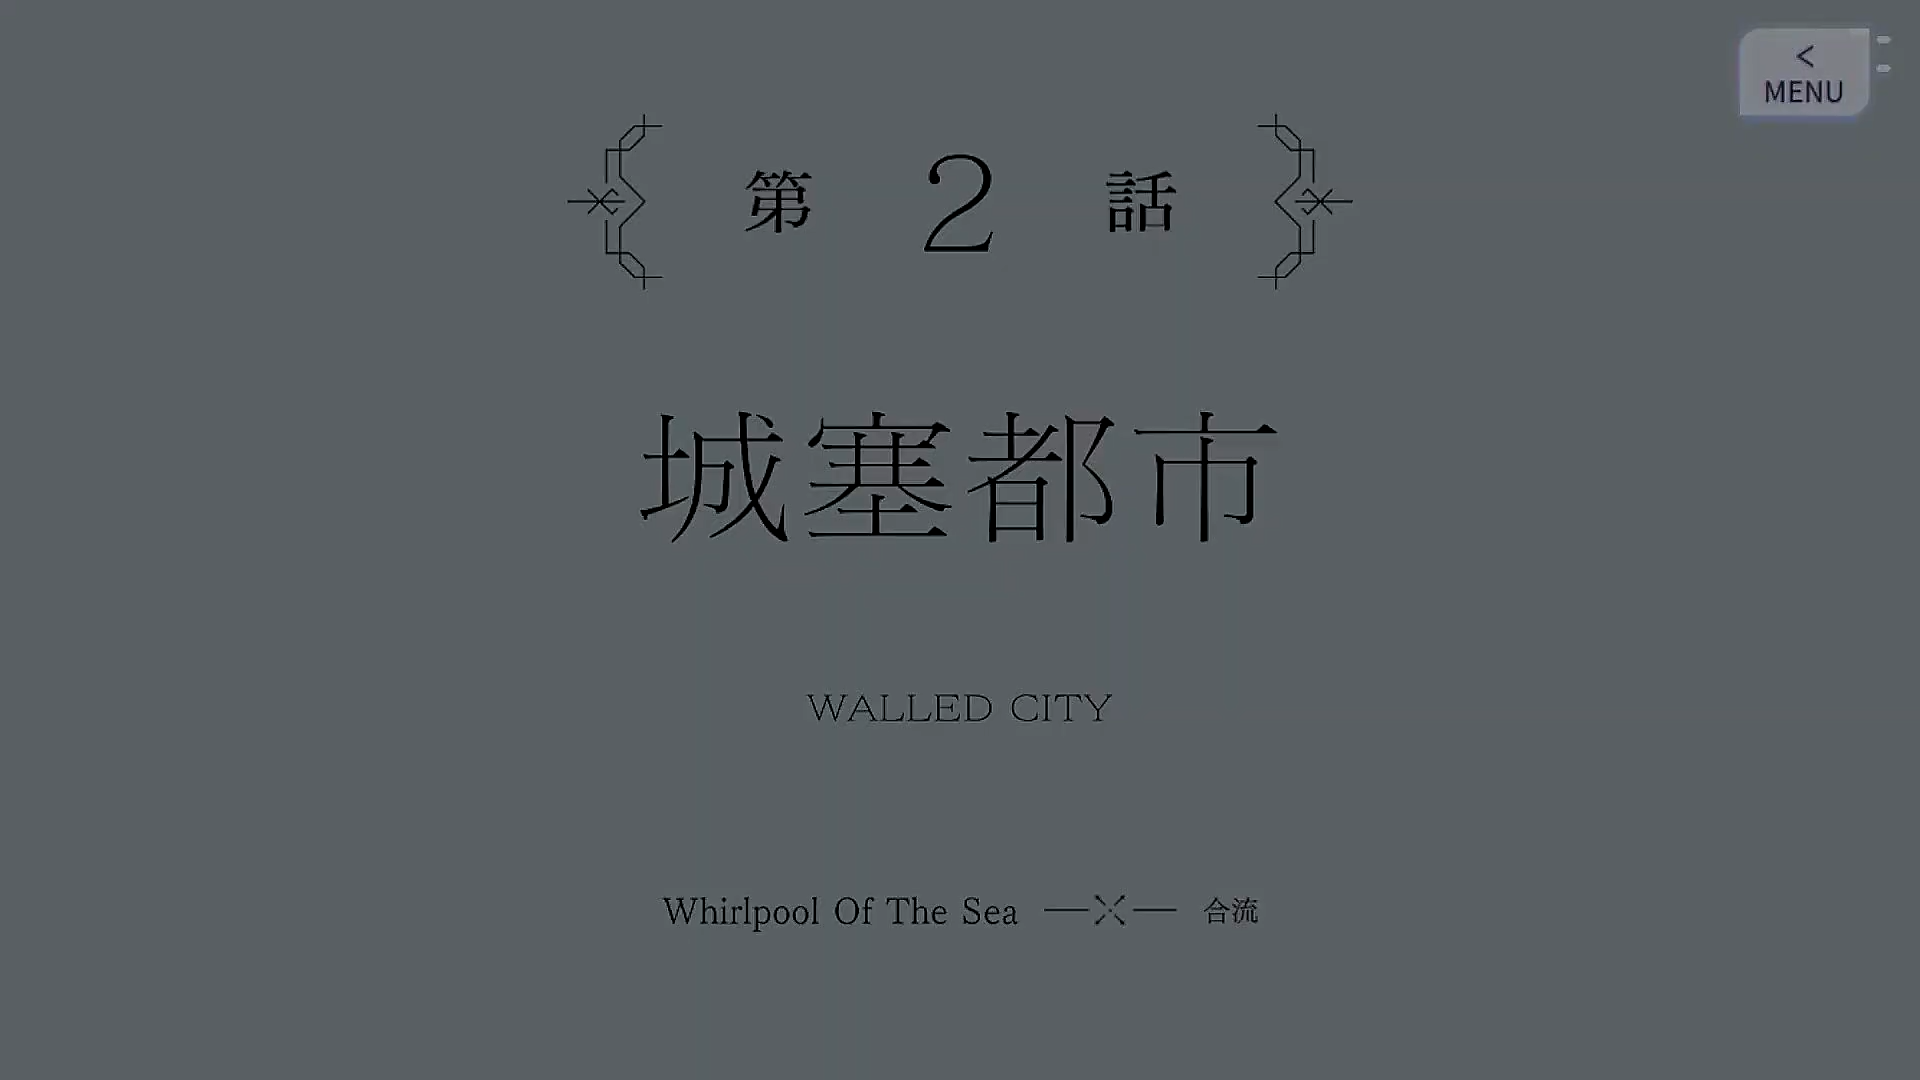 <
MENU
第 2 話
城塞都市
WALLED CITY
Whirlpool Of The Sea 合流